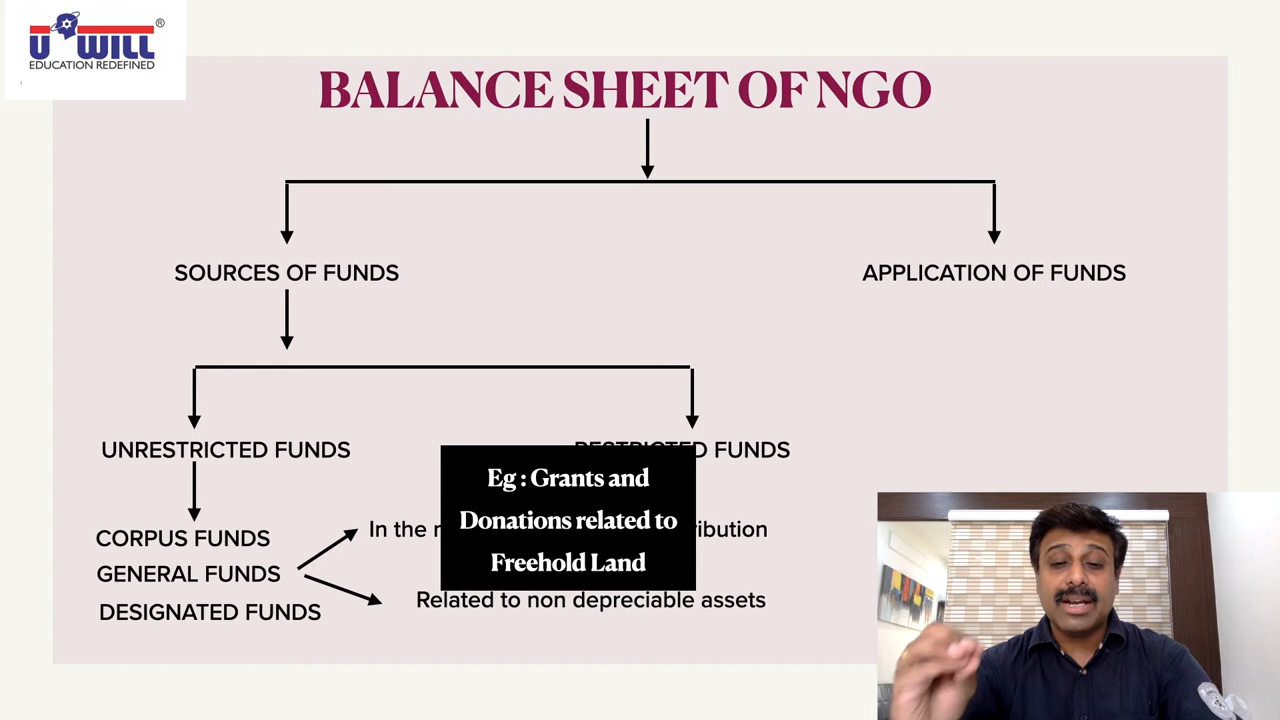 U WILL
®
EDUCATION REDEFINED
BALANCE SHEET OF NGO
SOURCES OF FUNDS
APPLICATION OF FUNDS
UNRESTRICTED FUNDS
FUNDS
Eg : Grants and
Donations related to
Freehold Land
In the
CORPUS FUNDS
GENERAL FUNDS
DESIGNATED FUNDS
Related to non depreciable assets